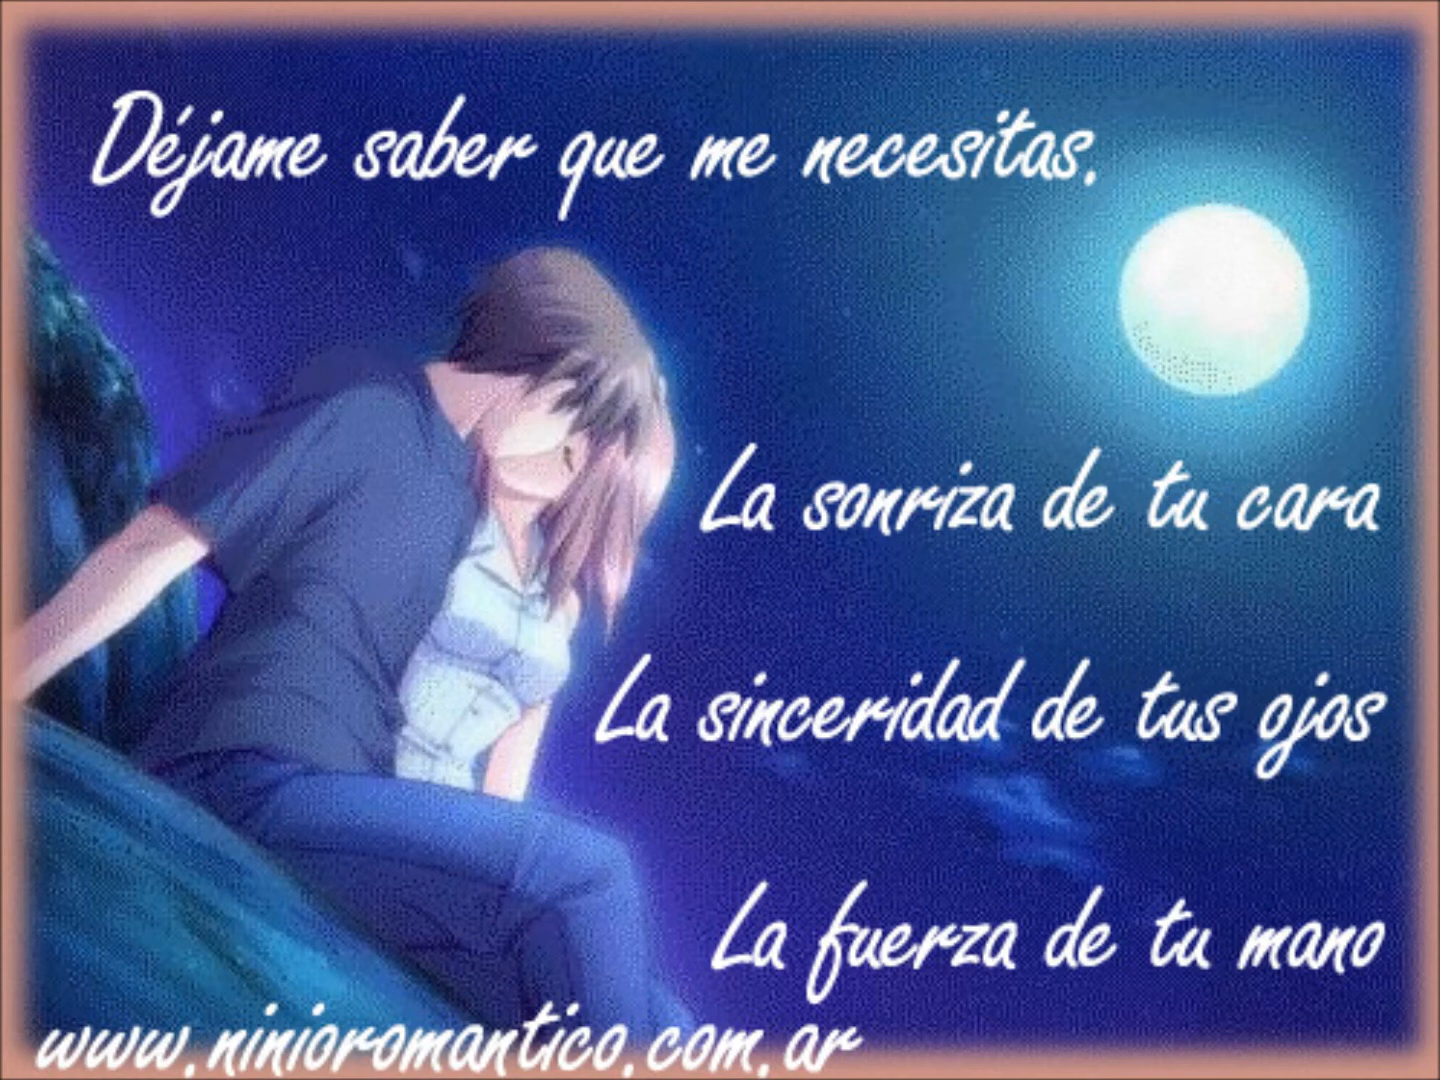 Déjame saber que me necesitas.
La sonriza de tu cara
La sinceridad de tus ojos
La fuerza de tu mano
www.ninioromantico.com.ar